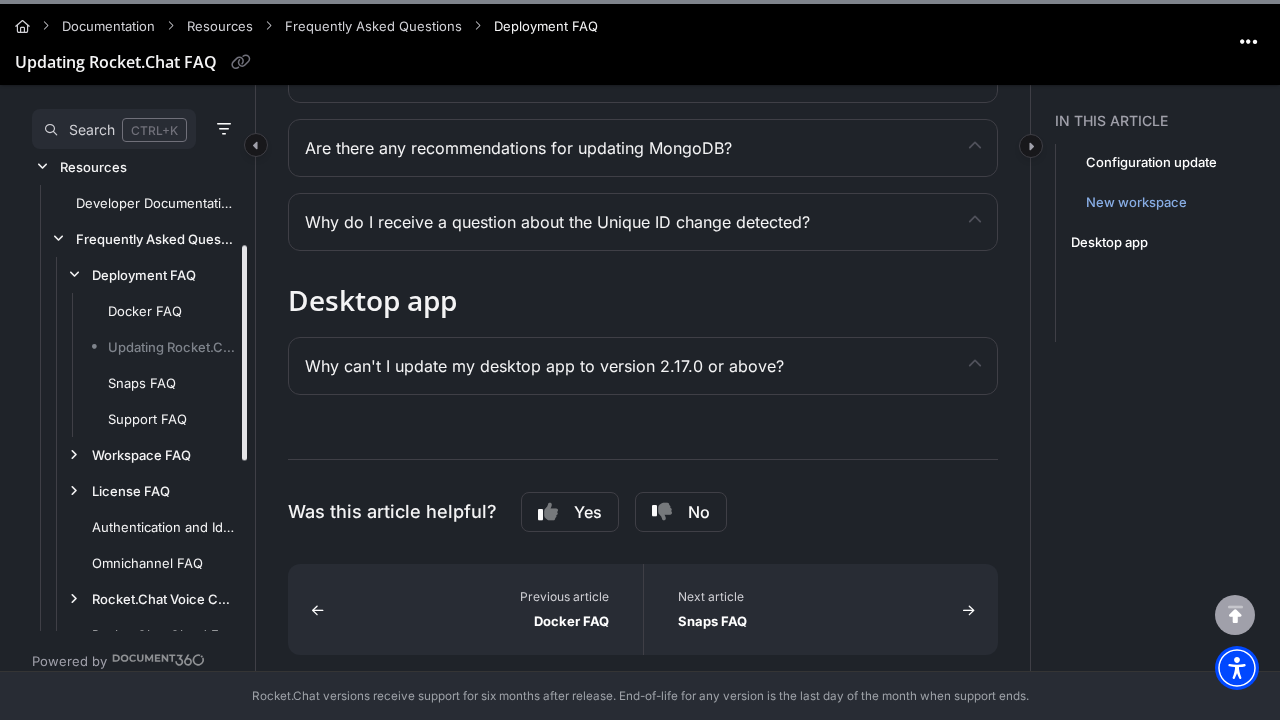 Documentation > Resources > Frequently Asked Questions > Deployment FAQ
Updating Rocket.Chat FAQ
Search CTRL+K
Resources
Developer Documentati...
Frequently Asked Ques...
Deployment FAQ
Docker FAQ
Updating Rocket.C...
Snaps FAQ
Support FAQ
Workspace FAQ
License FAQ
Authentication and Id...
Omnichannel FAQ
Rocket.Chat Voice C...
Powered by DOCUMENT360
Are there any recommendations for updating MongoDB?
Why do I receive a question about the Unique ID change detected?
Desktop app
Why can't I update my desktop app to version 2.17.0 or above?
Was this article helpful? Yes No
Previous article
Docker FAQ
Next article
Snaps FAQ
IN THIS ARTICLE
Configuration update
New workspace
Desktop app
Rocket.Chat versions receive support for six months after release. End-of-life for any version is the last day of the month when support ends.